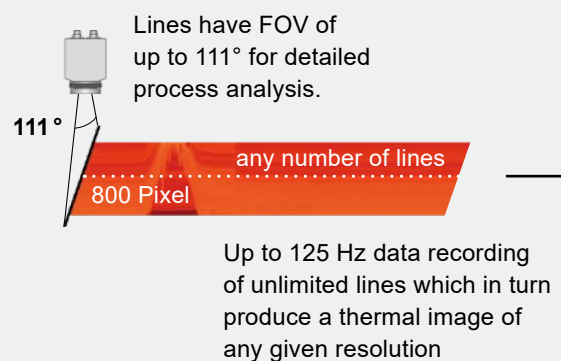 Lines have FOV of
up to 111° for detailed
process analysis.
111°
any number of lines
800 Pixel
Up to 125 Hz data recording
of unlimited lines which in turn
produce a thermal image of
any given resolution